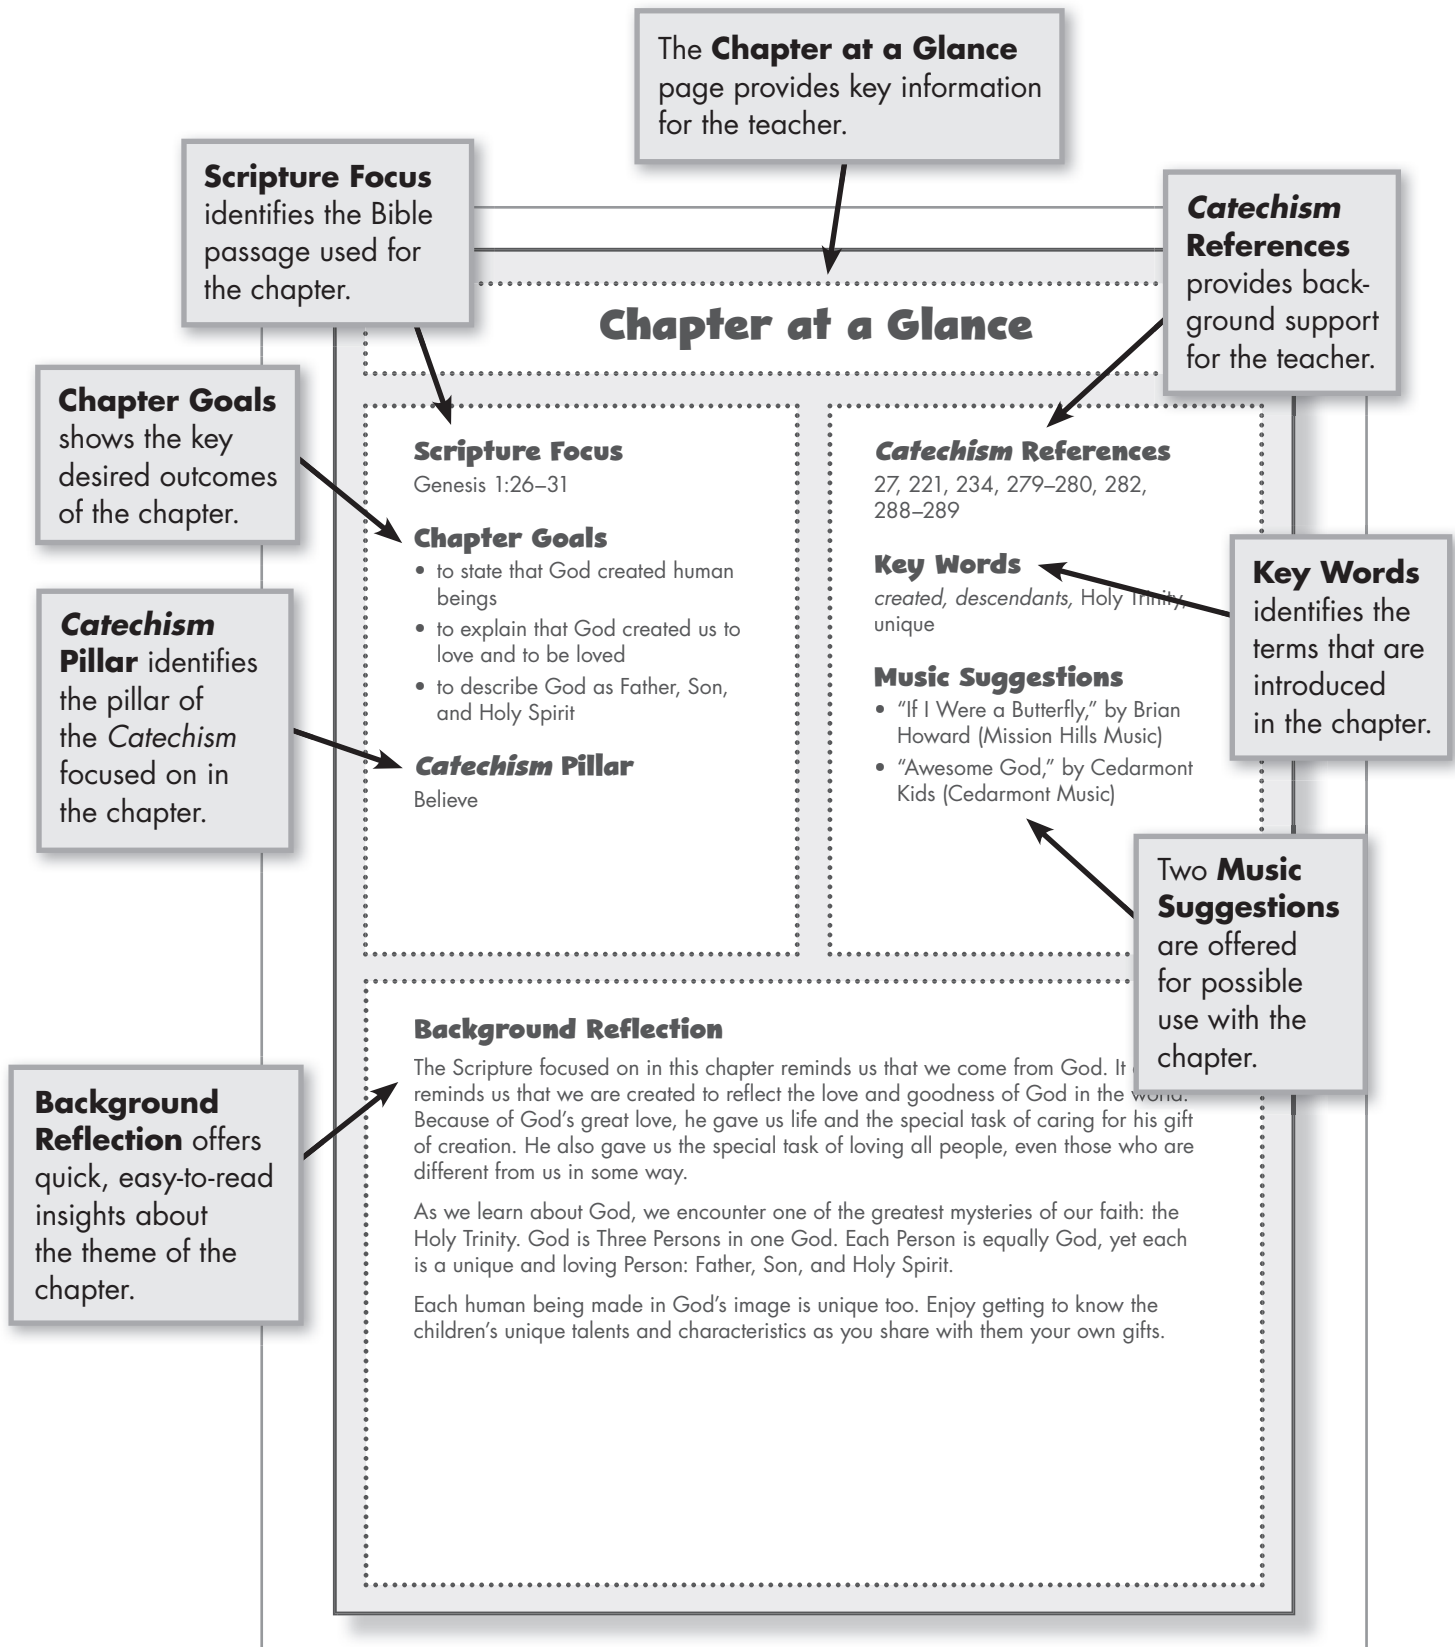 The Chapter at a Glance
page provides key information
for the teacher.
Scripture Focus
identifies the Bible
passage used for
the chapter.
Catechism
References
provides back-
ground support
for the teacher.
Chapter Goals
shows the key
desired outcomes
of the chapter.
Catechism
Pillar identifies
the pillar of
the Catechism
focused on in
the chapter.
Key Words
identifies the
terms that are
introduced
in the chapter.
Two Music
Suggestions
are offered
for possible
use with the
chapter.
Background
Reflection offers
quick, easy-to-read
insights about
the theme of the
chapter.
Chapter at a Glance
Scripture Focus
Genesis 1:26–31
Chapter Goals
• to state that God created human
beings
• to explain that God created us to
love and to be loved
• to describe God as Father, Son,
and Holy Spirit
Catechism Pillar
Believe
Catechism References
27, 221, 234, 279–280, 282,
288–289
Key Words
created, descendants, Holy Trinity,
unique
Music Suggestions
• “If I Were a Butterfly,” by Brian
Howard (Mission Hills Music)
• “Awesome God,” by Cedarmont
Kids (Cedarmont Music)
Background Reflection
The Scripture focused on in this chapter reminds us that we come from God. It
reminds us that we are created to reflect the love and goodness of God in the world.
Because of God’s great love, he gave us life and the special task of caring for his gift
of creation. He also gave us the special task of loving all people, even those who are
different from us in some way.
As we learn about God, we encounter one of the greatest mysteries of our faith: the
Holy Trinity. God is Three Persons in one God. Each Person is equally God, yet each
is a unique and loving Person: Father, Son, and Holy Spirit.
Each human being made in God’s image is unique too. Enjoy getting to know the
children’s unique talents and characteristics as you share with them your own gifts.